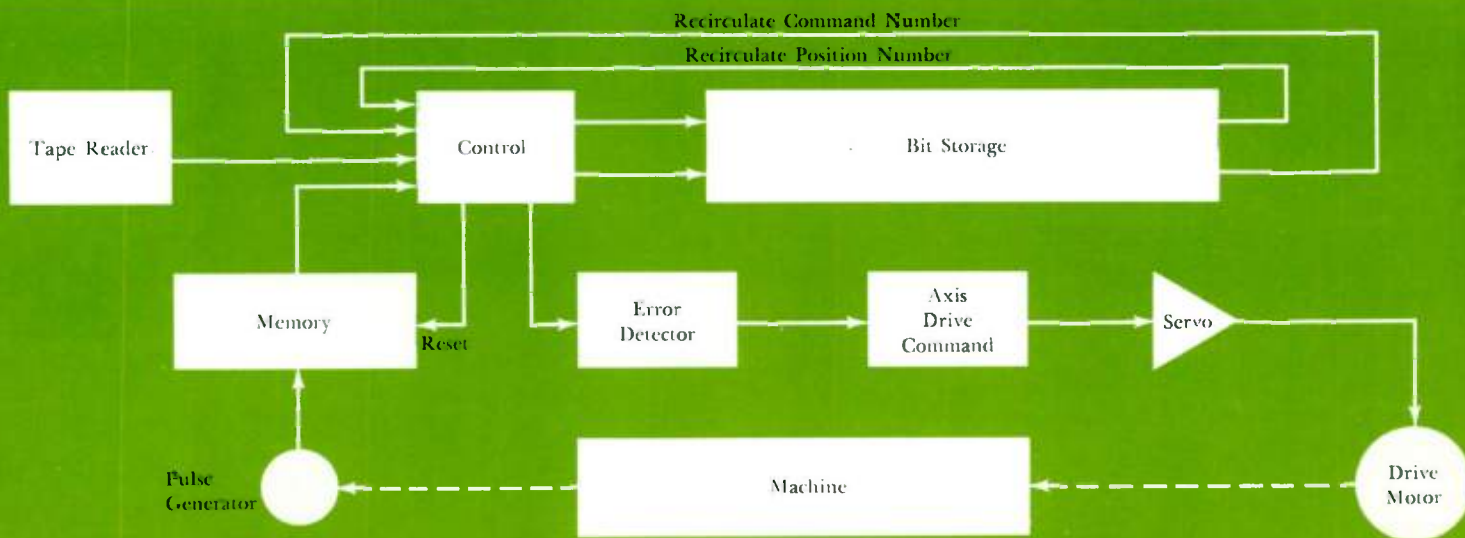 Recirculate Command Number
Recirculate Position Number
Tape Reader
Control
Bit Storage
Memory
Reset
Error
Detector
Axis
Drive
Command
Servo
Pulse
Generator
Machine
Drive
Motor